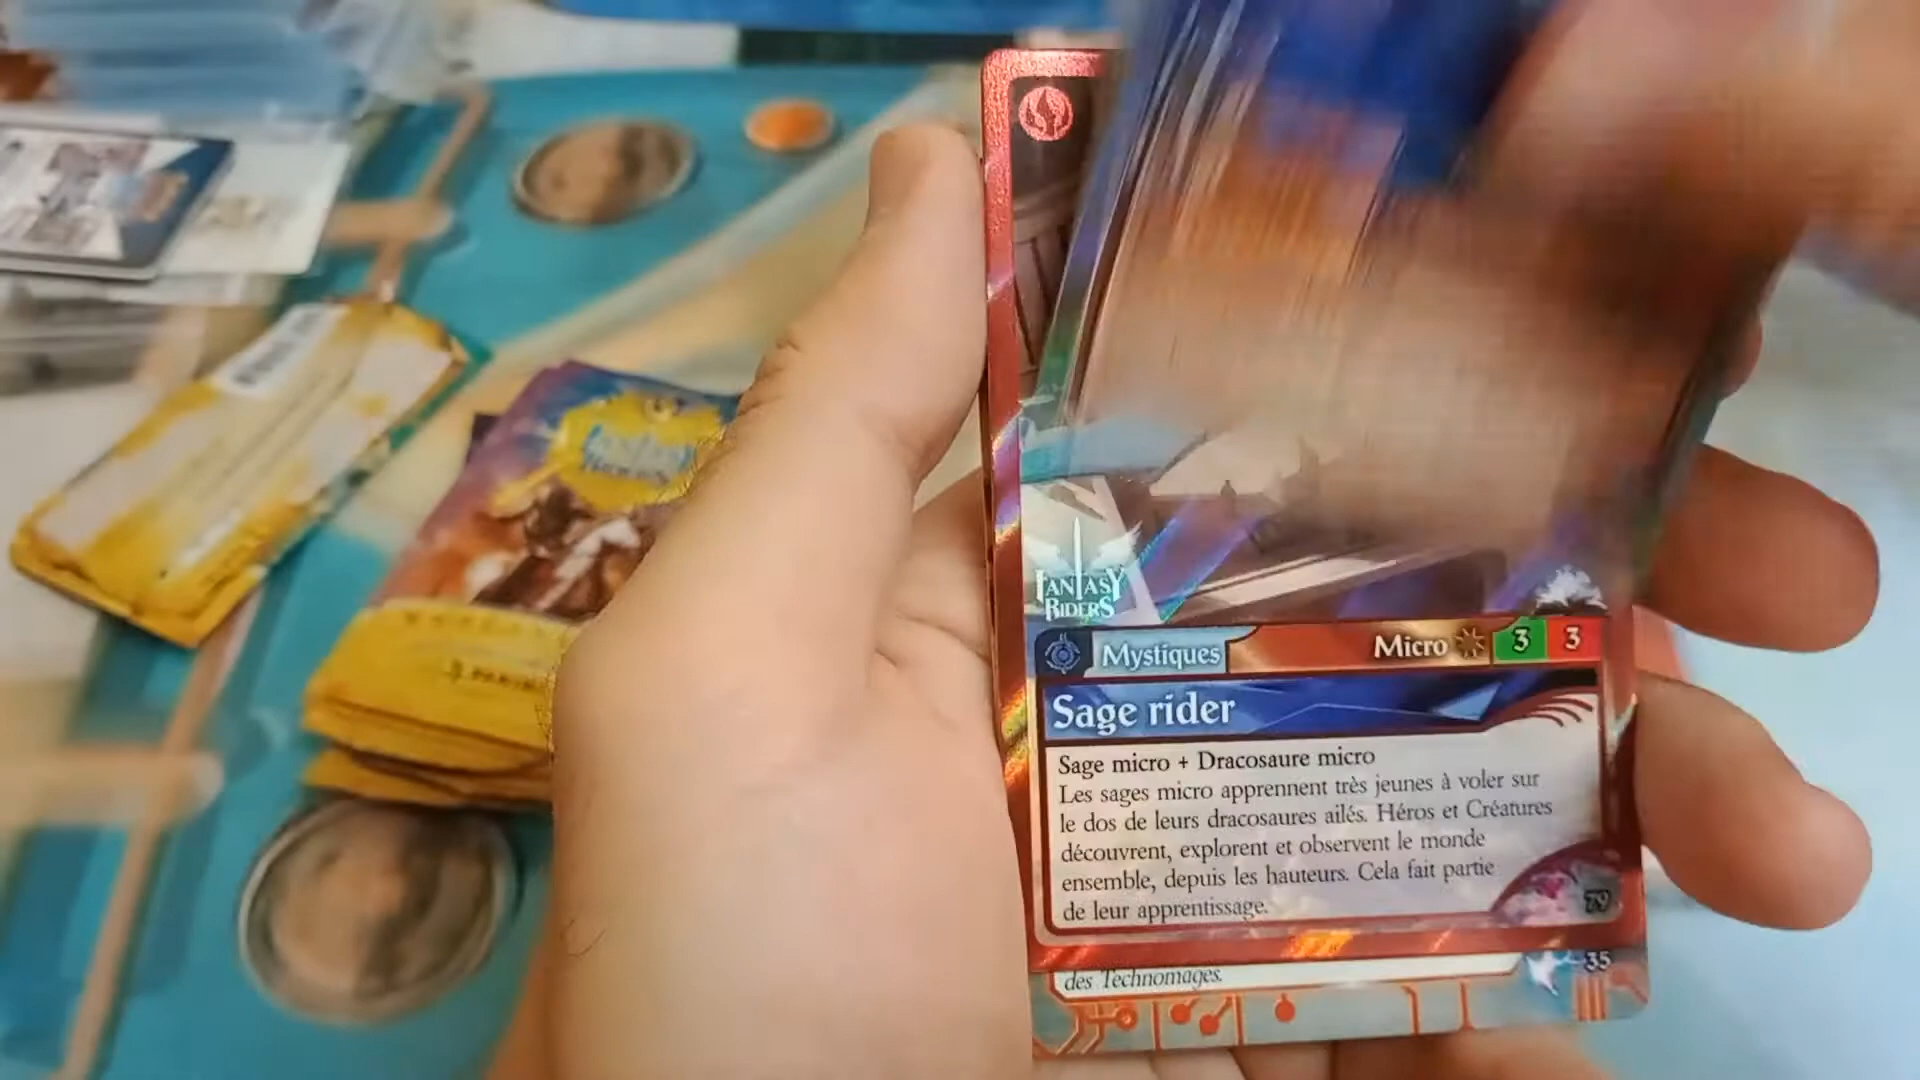 FANTASY
RIDERS
Mystiques
Micro 3 3
Sage rider
Sage micro + Dracosaure micro
Les sages micro apprennent très jeunes à voler sur
le dos de leurs dracosaures ailés. Héros et Créatures
découvrent, explorent et observent le monde
ensemble, depuis les hauteurs. Cela fait partie
de leur apprentissage.
79
des Technomages.
35